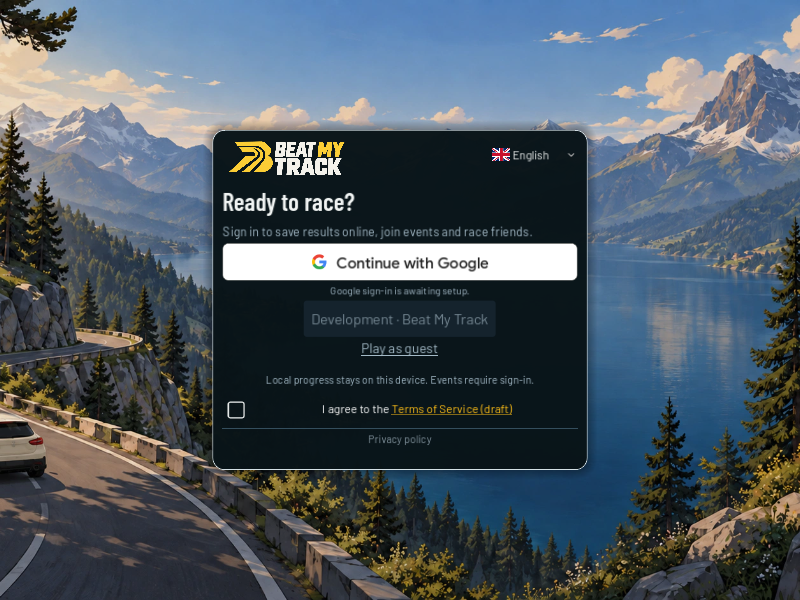 BEAT MY
TRACK
English
Ready to race?
Sign in to save results online, join events and race friends.
Continue with Google
Google sign-in is awaiting setup.
Development · Beat My Track
Play as guest
Local progress stays on this device. Events require sign-in.
I agree to the Terms of Service (draft)
Privacy policy